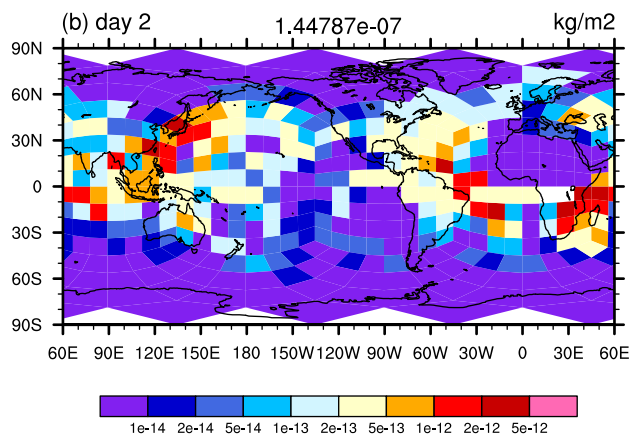 (b) day 2 1.44787e-07 kg/m2
90N
60N
30N
0
30S
60S
90S
60E 90E 120E 150E 180 150W 120W 90W 60W 30W 0 30E 60E
1e-14 2e-14 5e-14 1e-13 2e-13 5e-13 1e-12 2e-12 5e-12